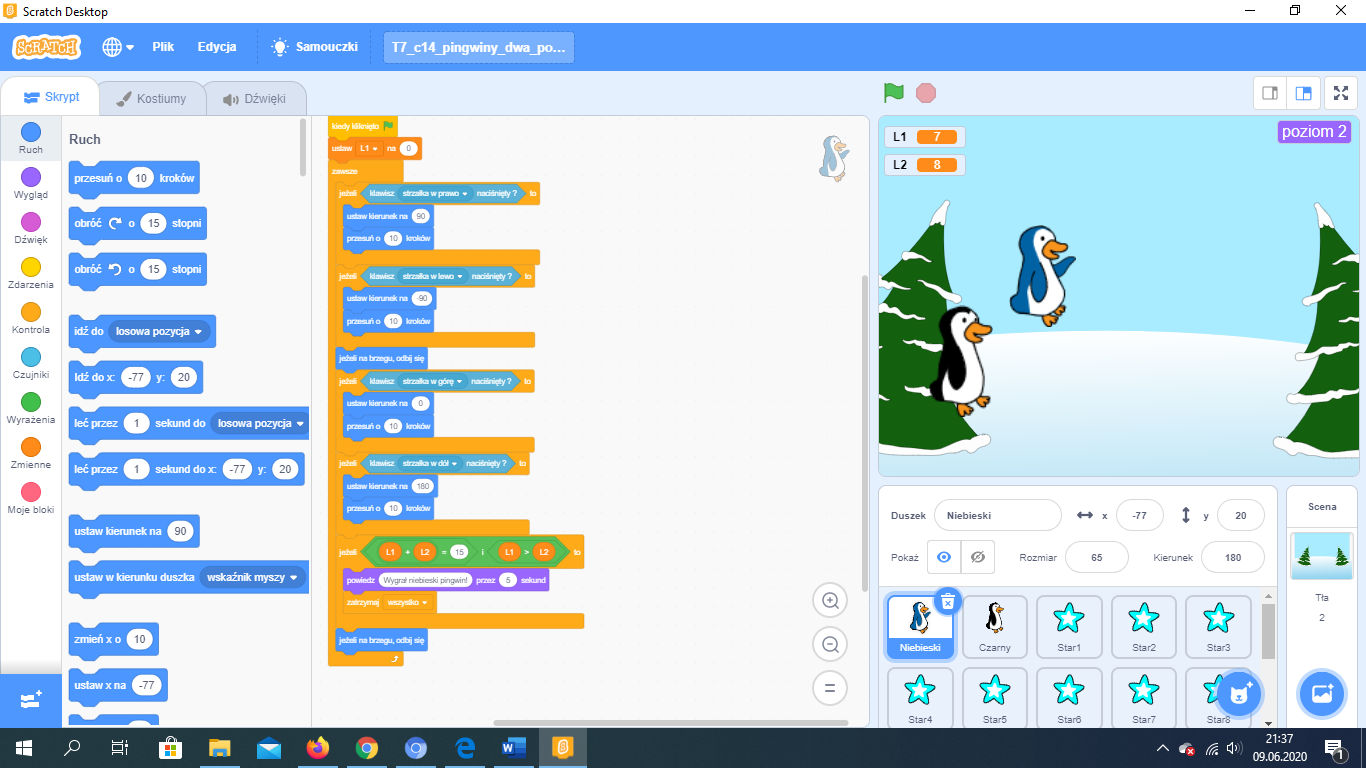 Scratch Desktop
SCRATCH Plik Edycja Samouczki T7_c14_pingwiny_dwa_po...
Skrypt Kostiumy Dźwięki
Ruch
Wygląd
Dźwięk
Zdarzenia
Kontrola
Czujniki
Wyrażenia
Zmienne
Moje bloki
Ruch
przesuń o 10 kroków
obróć o 15 stopni
obróć o 15 stopni
idź do losowa pozycja
Idź do x: -77 y: 20
leć przez 1 sekund do losowa pozycja
leć przez 1 sekund do x: -77 y: 20
ustaw kierunek na 90
ustaw w kierunku duszka wskaźnik myszy
zmień x o 10
ustaw x na -77
kiedy kliknięto
ustaw L1 na 0
zawsze
jeżeli klawisz strzałka w prawo naciśnięty ? to
ustaw kierunek na 90
przesuń o 10 kroków
jeżeli klawisz strzałka w lewo naciśnięty ? to
ustaw kierunek na -90
przesuń o 10 kroków
jeżeli na brzegu, odbij się
jeżeli klawisz strzałka w górę naciśnięty ? to
ustaw kierunek na 0
przesuń o 10 kroków
jeżeli klawisz strzałka w dół naciśnięty ? to
ustaw kierunek na 180
przesuń o 10 kroków
jeżeli L1 + L2 = 15 i L1 > L2 to
powiedz Wygrał niebieski pingwin! przez 5 sekund
zatrzymaj wszystko
jeżeli na brzegu, odbij się
L1 7
L2 8
poziom 2
Duszek Niebieski x -77 y 20
Pokaż Rozmiar 65 Kierunek 180
Niebieski Czarny Star1 Star2 Star3
Star4 Star5 Star6 Star7 Star8
Scena
Tła
2
21:37
09.06.2020
1